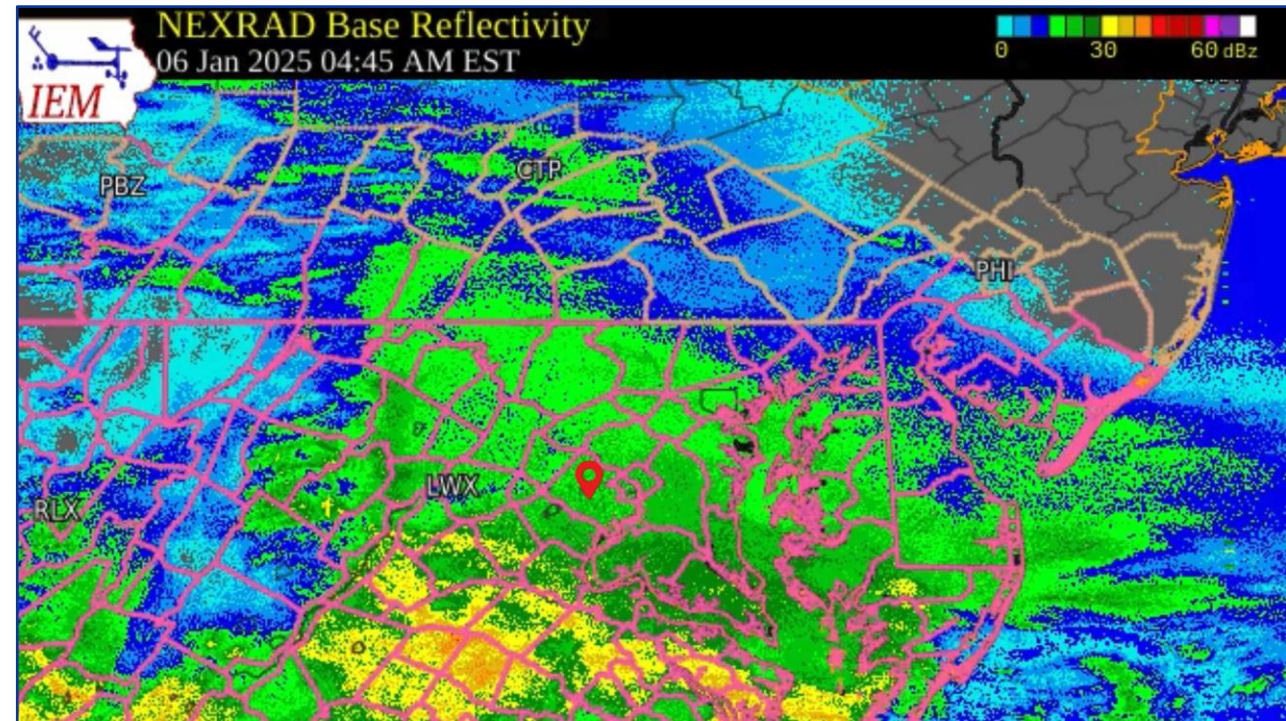 NEXRAD Base Reflectivity
06 Jan 2025 04:45 AM EST
IEM
0 30 60 dBz
PBZ
CTP
PHI
LWX
RLX